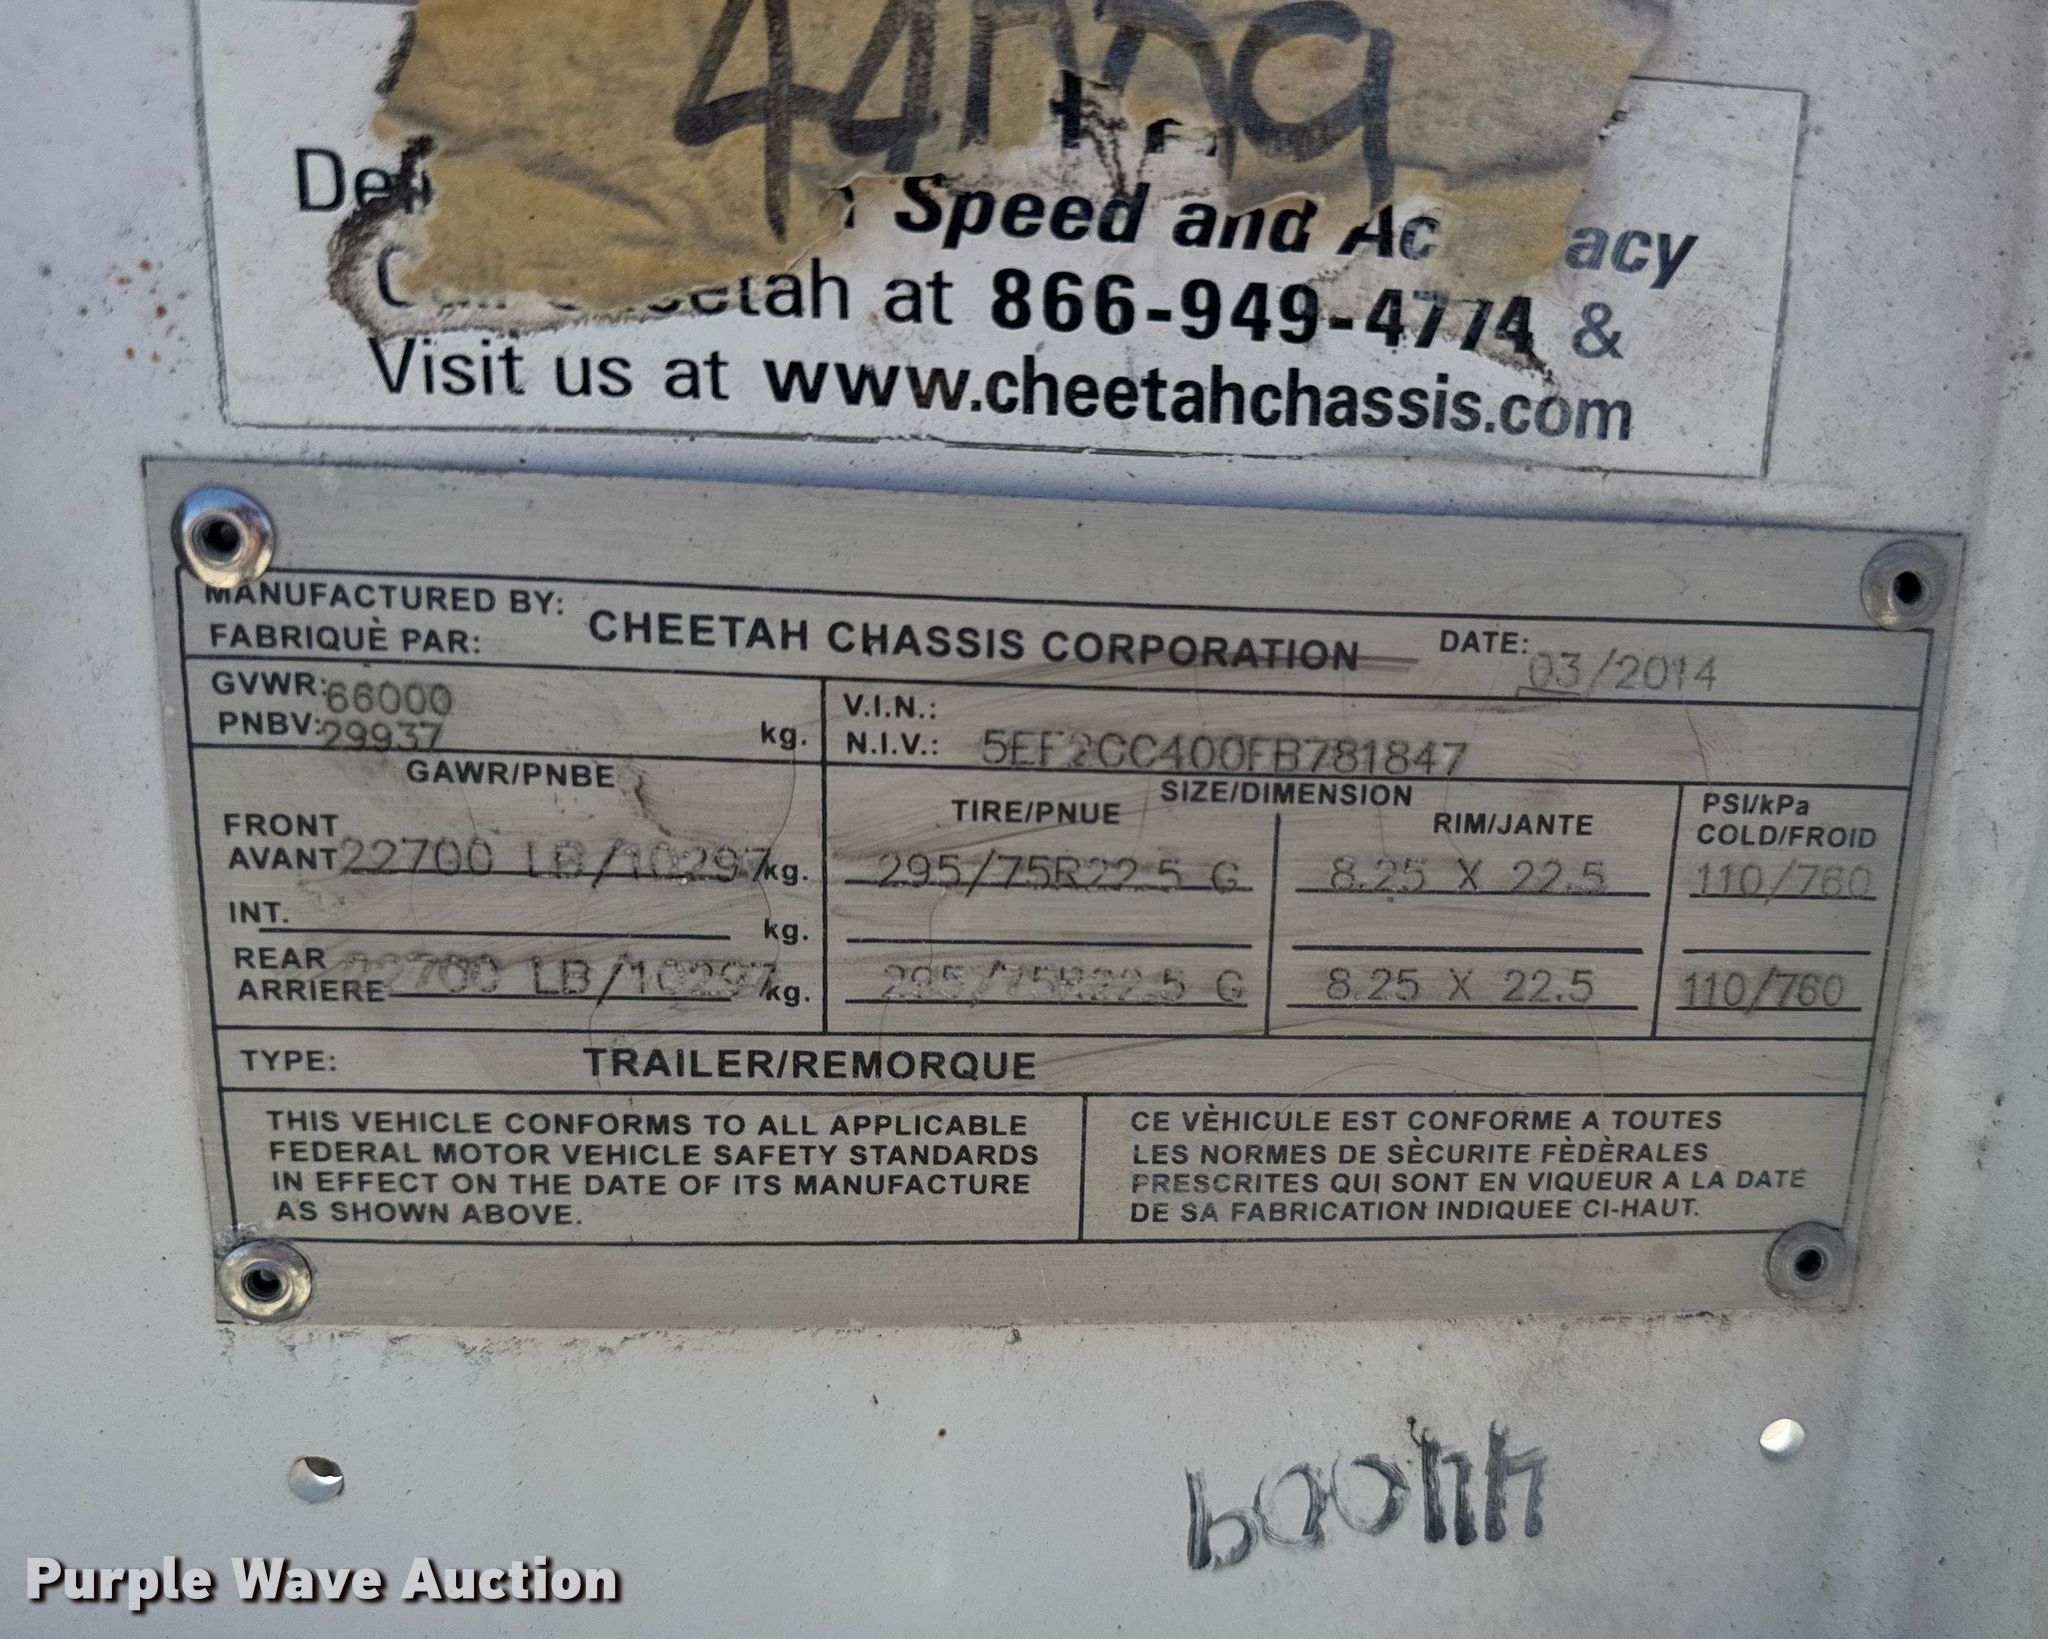 Speed and
at 866-949-4774 &
Visit us at www.cheetahchassis.com
MANUFACTURED BY:
FABRIQUÈ PAR:
CHEETAH CHASSIS CORPORATION
DATE: 03/2014
GVWR: 66000
PNBV: 29937 kg.
V.I.N.:
N.I.V.: 5EF2CC400FB781847
GAWR/PNBE
SIZE/DIMENSION
TIRE/PNUE
RIM/JANTE
PSI/kPa
COLD/FROID
FRONT
AVANT 22700 LB/10297 kg. 295/75R22.5 G 8.25 X 22.5 110/760
INT. kg.
REAR
ARRIERE 22700 LB/10297 kg. 295/75R22.5 G 8.25 X 22.5 110/760
TYPE: TRAILER/REMORQUE
THIS VEHICLE CONFORMS TO ALL APPLICABLE
FEDERAL MOTOR VEHICLE SAFETY STANDARDS
IN EFFECT ON THE DATE OF ITS MANUFACTURE
AS SHOWN ABOVE.
CE VÈHICULE EST CONFORME A TOUTES
LES NORMES DE SÈCURITE FÈDÈRALES
PRESCRITES QUI SONT EN VIQUEUR A LA DATE
DE SA FABRICATION INDIQUEE CI-HAUT.
Purple Wave Auction